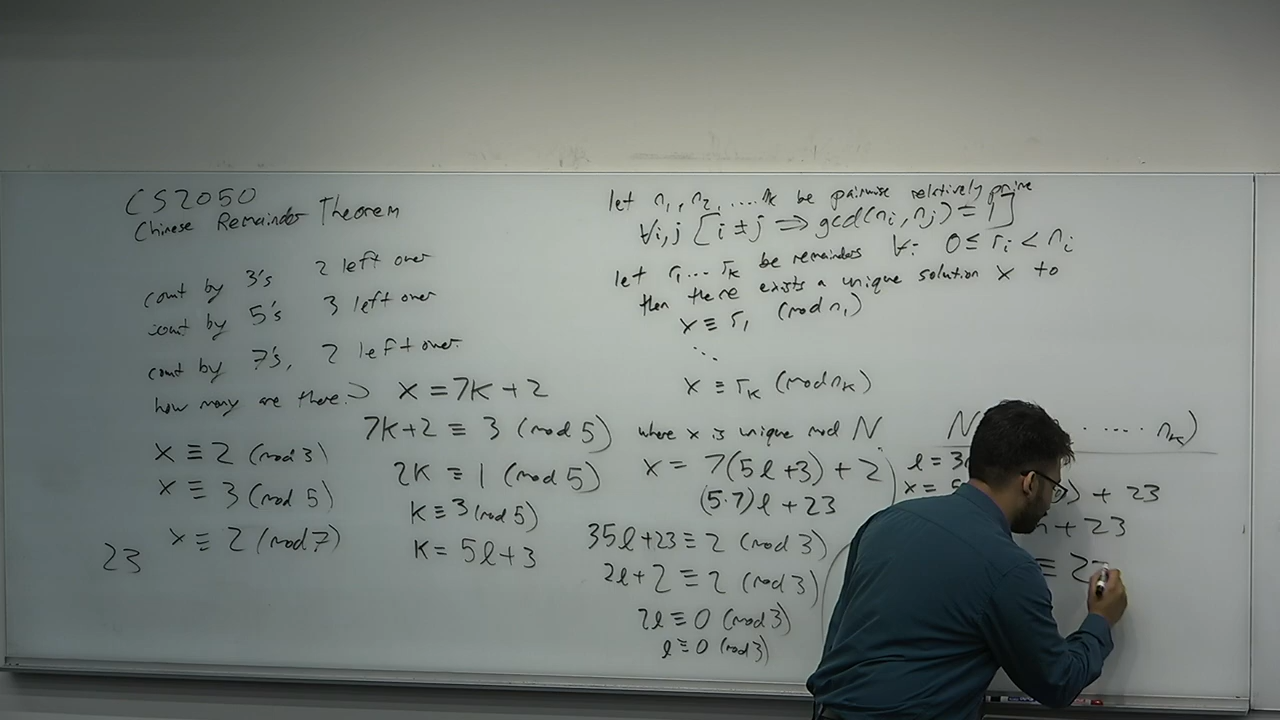 CS2050
Chinese Remainder Theorem
count by 3's 2 left over
count by 5's 3 left over
count by 7's, 2 left over.
how many are there?
x ≡ 2 (mod 3)
x ≡ 3 (mod 5)
x ≡ 2 (mod 7)
23
x = 7k + 2
7k+2 ≡ 3 (mod 5)
2k ≡ 1 (mod 5)
k ≡ 3 (mod 5)
k = 5l + 3
let n₁, n₂, .... nₖ be pairwise relatively prime
∀i,j [i ≠ j ⇒ gcd(nᵢ, nⱼ) = 1]
let r₁ ... rₖ be remainders ∀i 0 ≤ rᵢ < nᵢ
then there exists a unique solution x to
x ≡ r₁ (mod n₁)
...
x ≡ rₖ (mod nₖ)
where x is unique mod N
x = 7(5l+3) + 2
(5·7)l + 23
35l+23 ≡ 2 (mod 3)
2l+2 ≡ 2 (mod 3)
2l ≡ 0 (mod 3)
l ≡ 0 (mod 3)
N · .... nₖ)
l = 3
x = + 23
+ 23
≡ 2